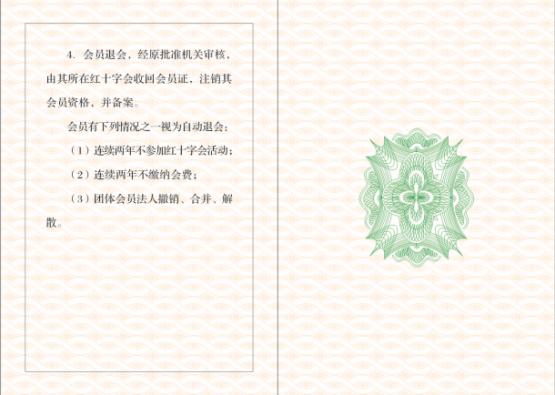 4. 会员退会，经原批准机关审核，
由其所在红十字会收回会员证，注销其
会员资格，并备案。
会员有下列情况之一视为自动退会：
（1）连续两年不参加红十字会活动；
（2）连续两年不缴纳会费；
（3）团体会员法人撤销、合并、解
散。